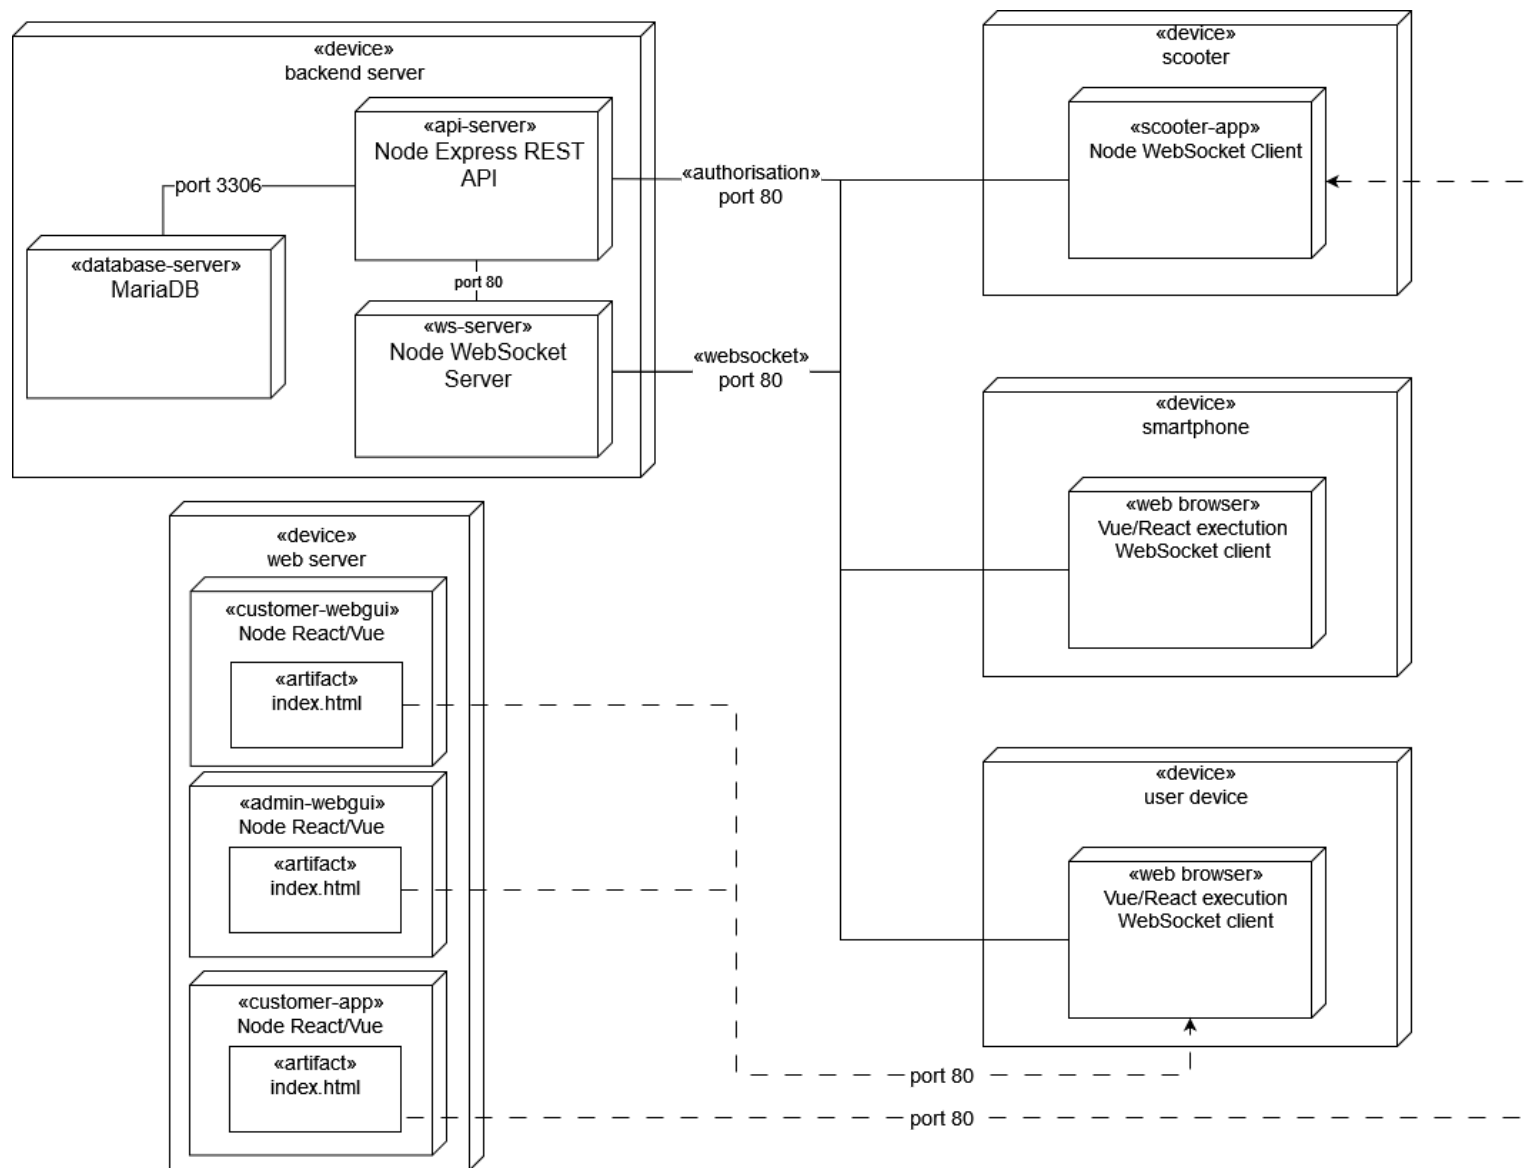 «device»
backend server
«api-server»
Node Express REST
API
port 3306
«database-server»
MariaDB
port 80
«ws-server»
Node WebSocket
Server
«authorisation»
port 80
«websocket»
port 80
«device»
scooter
«scooter-app»
Node WebSocket Client
«device»
smartphone
«web browser»
Vue/React exectution
WebSocket client
«device»
user device
«web browser»
Vue/React execution
WebSocket client
«device»
web server
«customer-webgui»
Node React/Vue
«artifact»
index.html
«admin-webgui»
Node React/Vue
«artifact»
index.html
«customer-app»
Node React/Vue
«artifact»
index.html
port 80
port 80